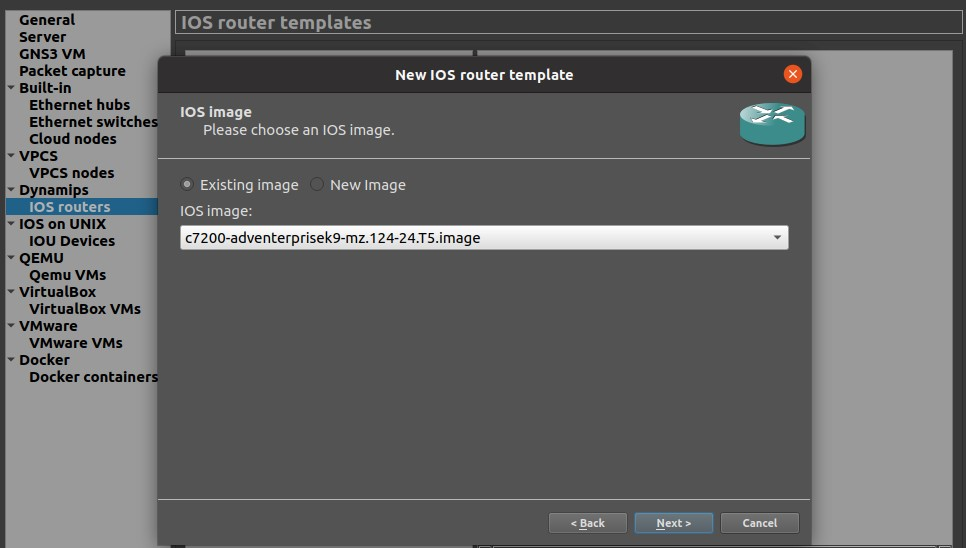 General
Server
GNS3 VM
Packet capture
Built-in
Ethernet hubs
Ethernet switches
Cloud nodes
VPCS
VPCS nodes
Dynamips
IOS routers
IOS on UNIX
IOU Devices
QEMU
Qemu VMs
VirtualBox
VirtualBox VMs
VMware
VMware VMs
Docker
Docker containers
IOS router templates
New IOS router template
IOS image
Please choose an IOS image.
Existing image New Image
IOS image:
c7200-adventerprisek9-mz.124-24.T5.image
< Back Next > Cancel